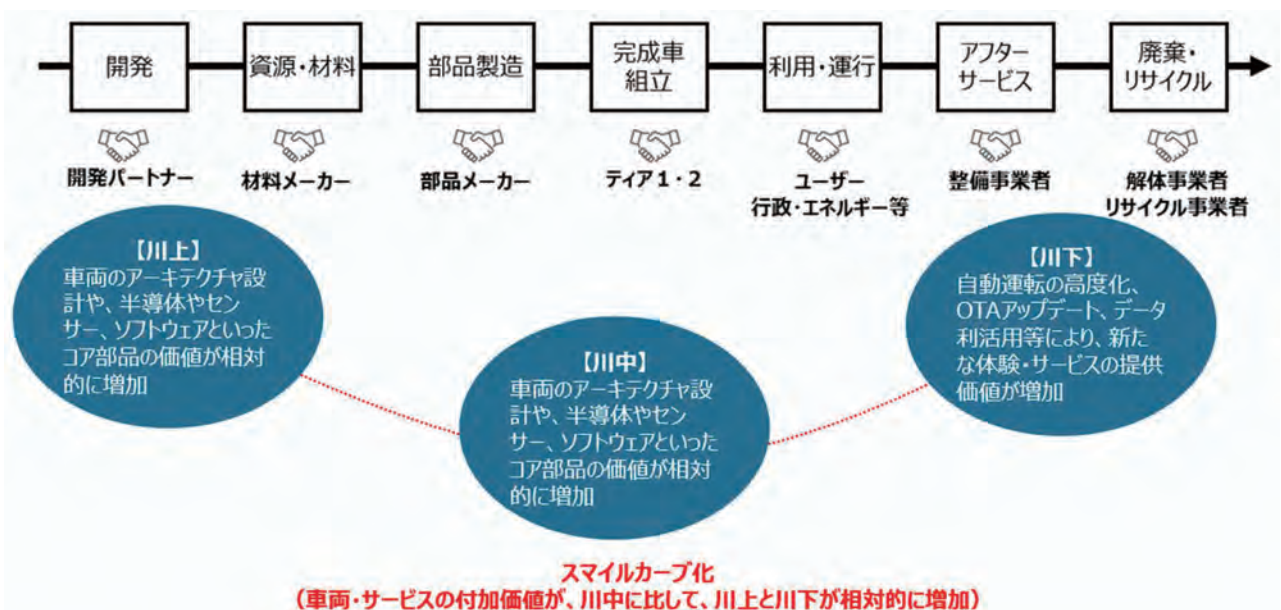 開発
資源・材料
部品製造
完成車
組立
利用・運行
アフター
サービス
廃棄・
リサイクル
開発パートナー
材料メーカー
部品メーカー
ティア1・2
ユーザー
行政・エネルギー等
整備事業者
解体事業者
リサイクル事業者
【川上】
車両のアーキテクチャ設
計や、半導体やセン
サー、ソフトウェアといった
コア部品の価値が相対
的に増加
【川中】
車両のアーキテクチャ設
計や、半導体やセン
サー、ソフトウェアといった
コア部品の価値が相対
的に増加
【川下】
自動運転の高度化、
OTAアップデート、データ
利活用等により、新た
な体験・サービスの提供
価値が増加
スマイルカーブ化
(車両・サービスの付加価値が、川中に比して、川上と川下が相対的に増加)